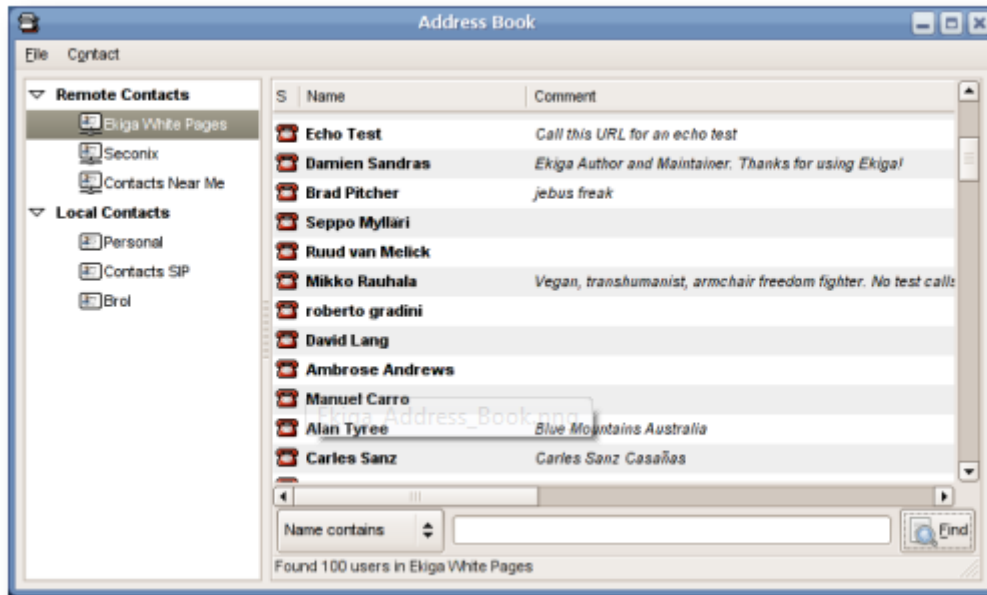 Address Book
File Contact
Remote Contacts
Ekiga White Pages
Seconix
Contacts Near Me
Local Contacts
Personal
Contacts SIP
Brol
S Name Comment
Echo Test Call this URL for an echo test
Damien Sandras Ekiga Author and Maintainer. Thanks for using Ekiga!
Brad Pitcher jebus freak
Seppo Mylläri
Ruud van Melick
Mikko Rauhala Vegan, transhumanist, armchair freedom fighter. No test calls
roberto gradini
David Lang
Ambrose Andrews
Manuel Carro
Ekiga_Address_Book.png
Alan Tyree Blue Mountains Australia
Carles Sanz Carles Sanz Casañas
Name contains Find
Found 100 users in Ekiga White Pages